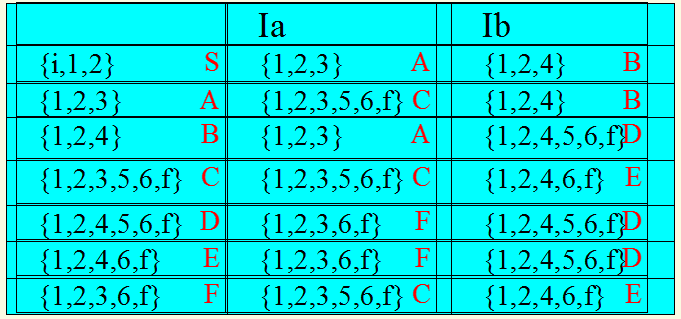 Ia Ib
{i,1,2} S {1,2,3} A {1,2,4} B
{1,2,3} A {1,2,3,5,6,f} C {1,2,4} B
{1,2,4} B {1,2,3} A {1,2,4,5,6,f} D
{1,2,3,5,6,f} C {1,2,3,5,6,f} C {1,2,4,6,f} E
{1,2,4,5,6,f} D {1,2,3,6,f} F {1,2,4,5,6,f} D
{1,2,4,6,f} E {1,2,3,6,f} F {1,2,4,5,6,f} D
{1,2,3,6,f} F {1,2,3,5,6,f} C {1,2,4,6,f} E